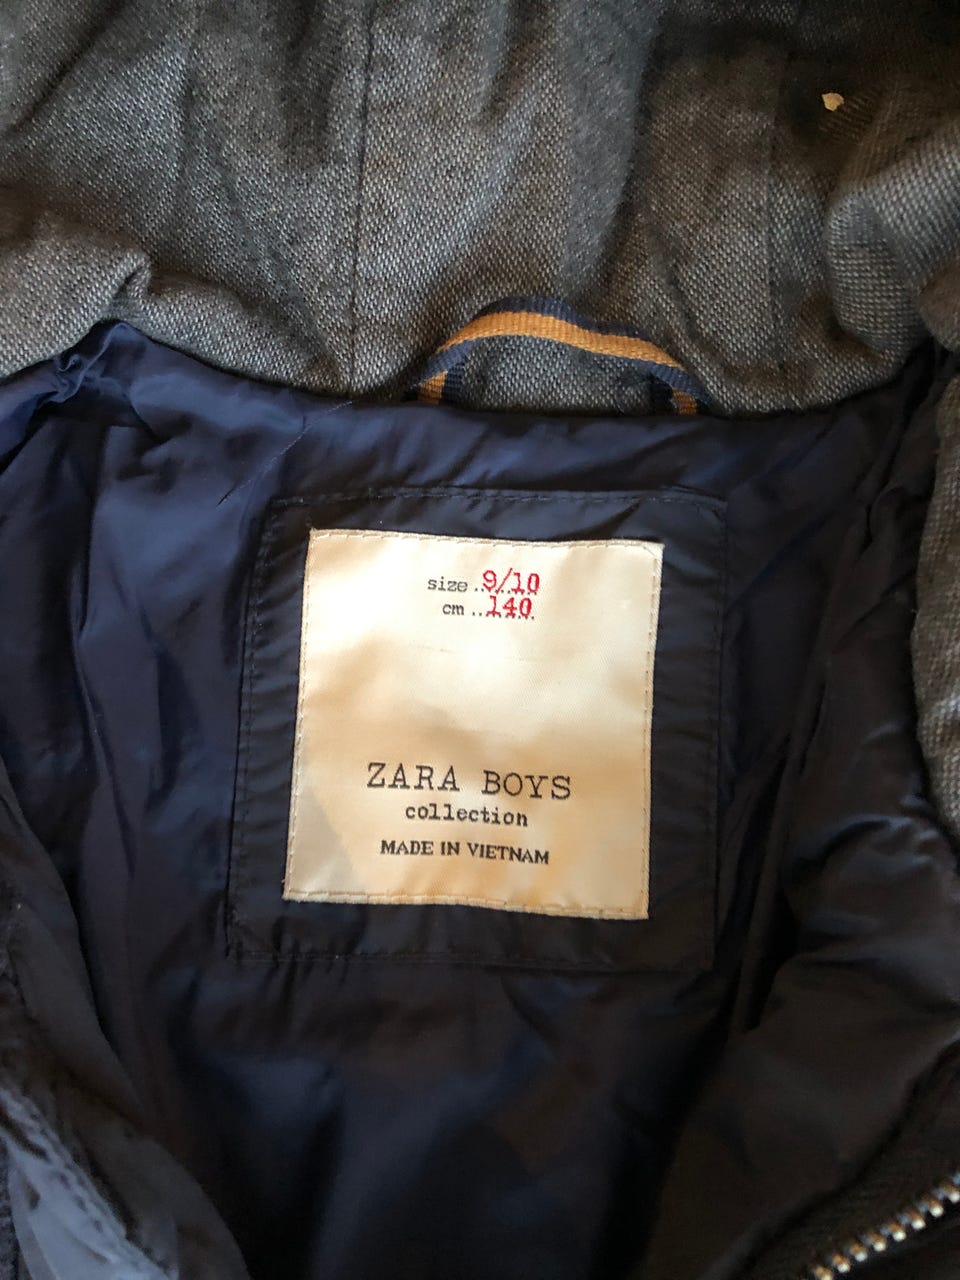 size ..9/10
cm ..140
ZARA BOYS
collection
MADE IN VIETNAM